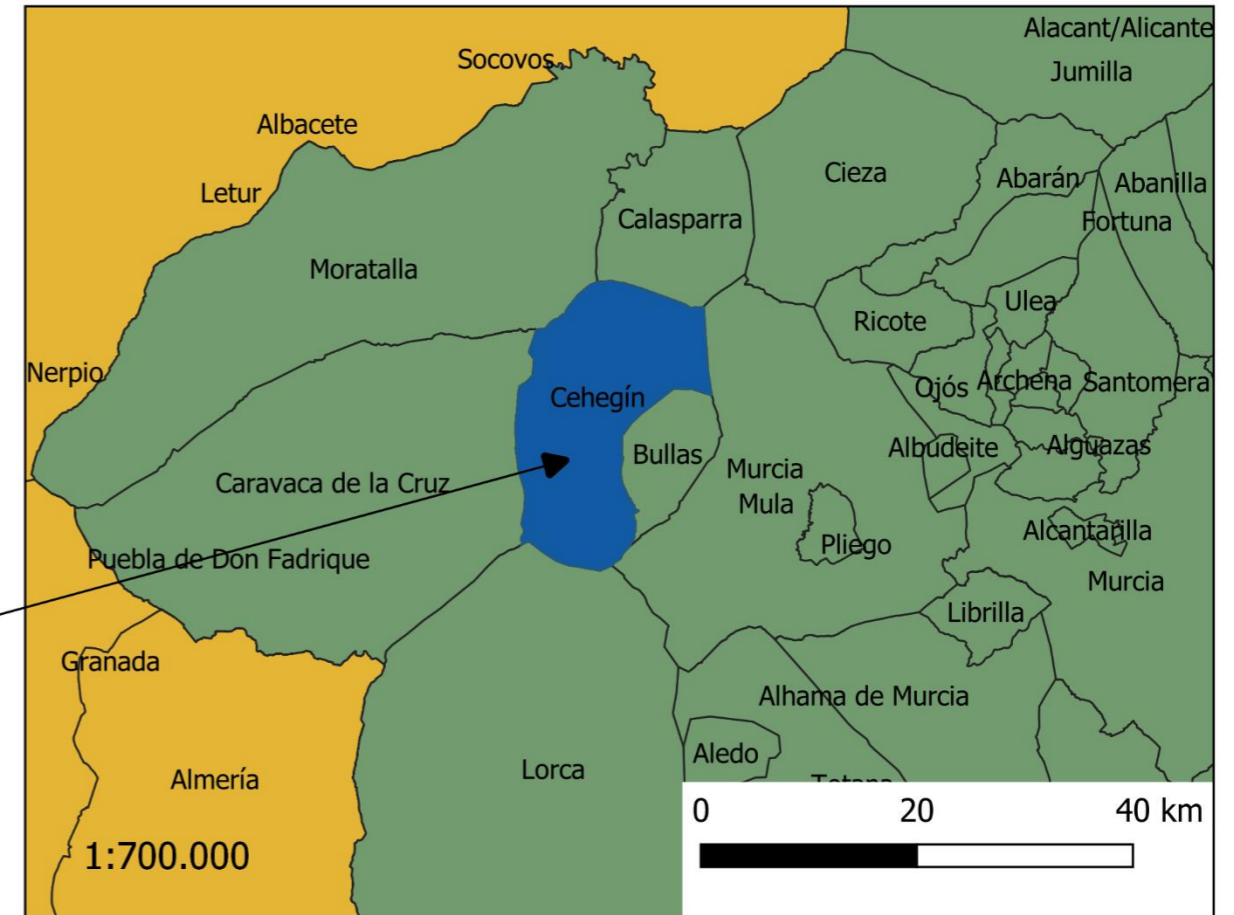 Alacant/Alicante
Socovos
Jumilla
Albacete
Cieza
Abarán
Abanilla
Letur
Calasparra
Fortuna
Moratalla
Ulea
Ricote
Nerpio
Ojós
Archena
Santomera
Cehegín
Albudeite
Alguazas
Bullas
Murcia
Caravaca de la Cruz
Mula
Alcantarilla
Pliego
Puebla de Don Fadrique
Murcia
Librilla
Granada
Alhama de Murcia
Aledo
Lorca
Almería
Totana
0 20 40 km
1:700.000